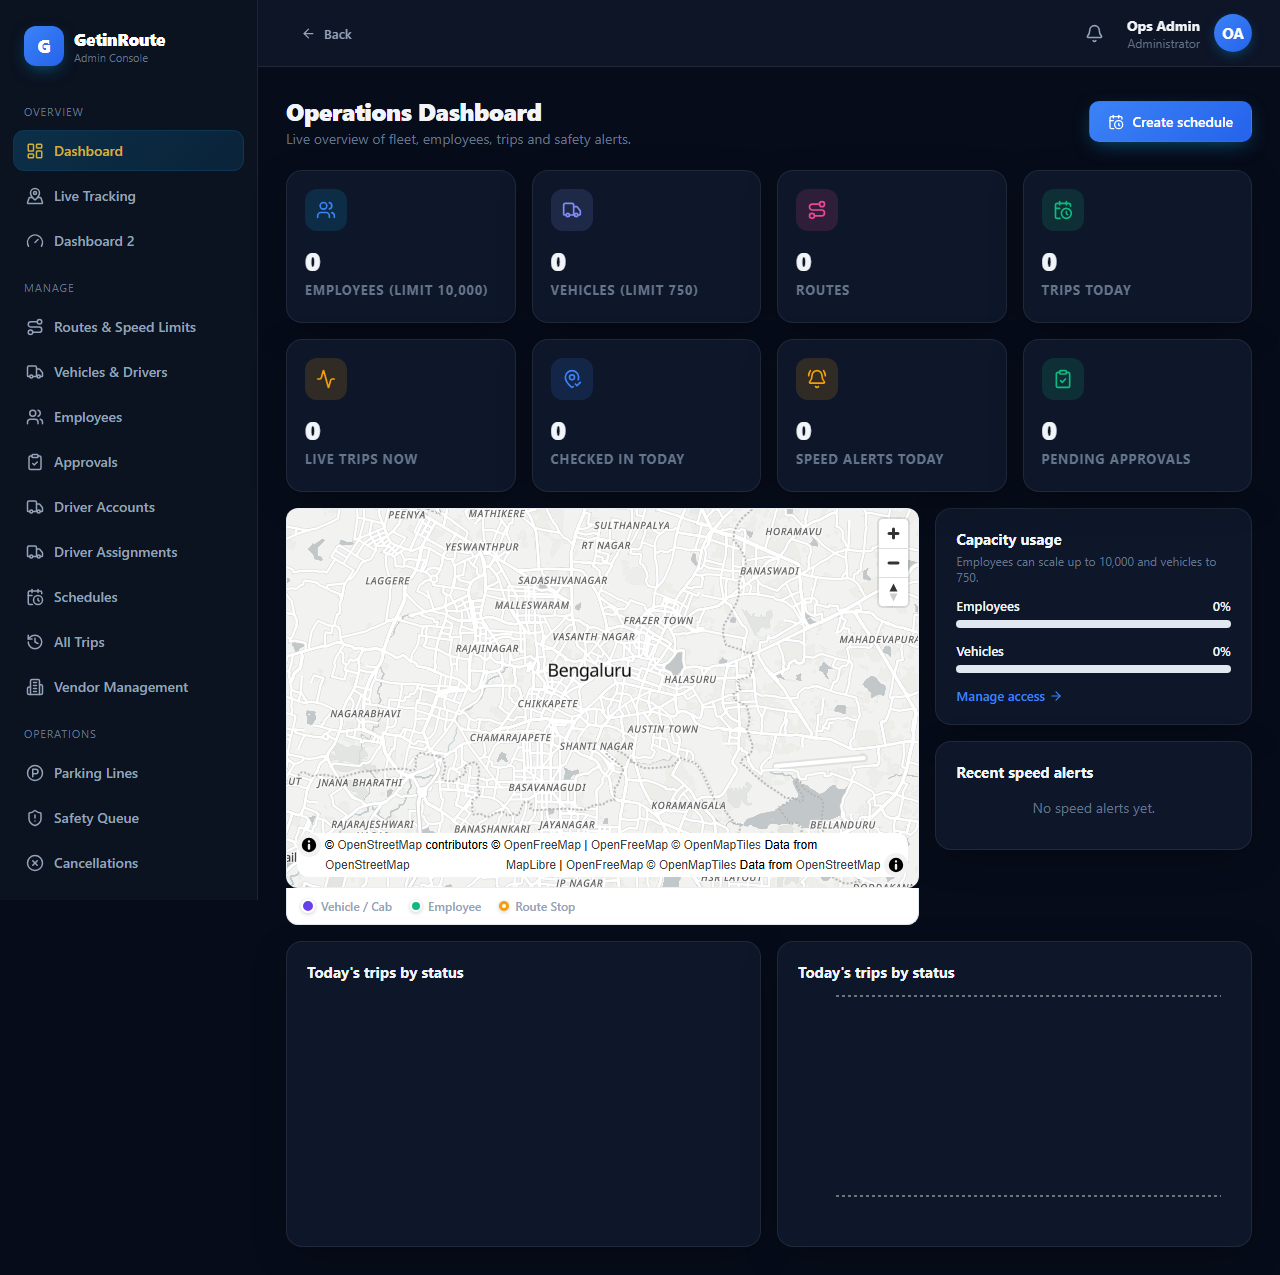 G
GetinRoute
Admin Console
OVERVIEW
Dashboard
Live Tracking
Dashboard 2
MANAGE
Routes & Speed Limits
Vehicles & Drivers
Employees
Approvals
Driver Accounts
Driver Assignments
Schedules
All Trips
Vendor Management
OPERATIONS
Parking Lines
Safety Queue
Cancellations
Back
Ops Admin
Administrator
OA
Operations Dashboard
Live overview of fleet, employees, trips and safety alerts.
Create schedule
0
EMPLOYEES (LIMIT 10,000)
0
VEHICLES (LIMIT 750)
0
ROUTES
0
TRIPS TODAY
0
LIVE TRIPS NOW
0
CHECKED IN TODAY
0
SPEED ALERTS TODAY
0
PENDING APPROVALS
PEENYA
MATHIKERE
SULTHANPALYA
HORAMAVU
YESWANTHPUR
RT NAGAR
BANASWADI
LAGGERE
SADASHIVANAGAR
MALLESWARAM
FRAZER TOWN
VASANTH NAGAR
MAHADEVAPURA
RAJAJINAGAR
Bengaluru
HALASURU
CHIKKAPETE
NAGARABHAVI
AUSTIN TOWN
CHAMARAJAPETE
SHANTI NAGAR
UT
JNANA BHARATHI
BASAVANAGUDI
KORAMANGALA
RAJARAJESHWARI
BANASHANKARI
JAYANAGAR
BELLANDURU
© OpenStreetMap contributors © OpenFreeMap | OpenFreeMap © OpenMapTiles Data from
OpenStreetMap
MapLibre | OpenFreeMap © OpenMapTiles Data from OpenStreetMap
ail
JP NAGAR
HSR LAYOUT
Vehicle / Cab
Employee
Route Stop
Capacity usage
Employees can scale up to 10,000 and vehicles to
750.
Employees
0%
Vehicles
0%
Manage access
Recent speed alerts
No speed alerts yet.
Today's trips by status
Today's trips by status